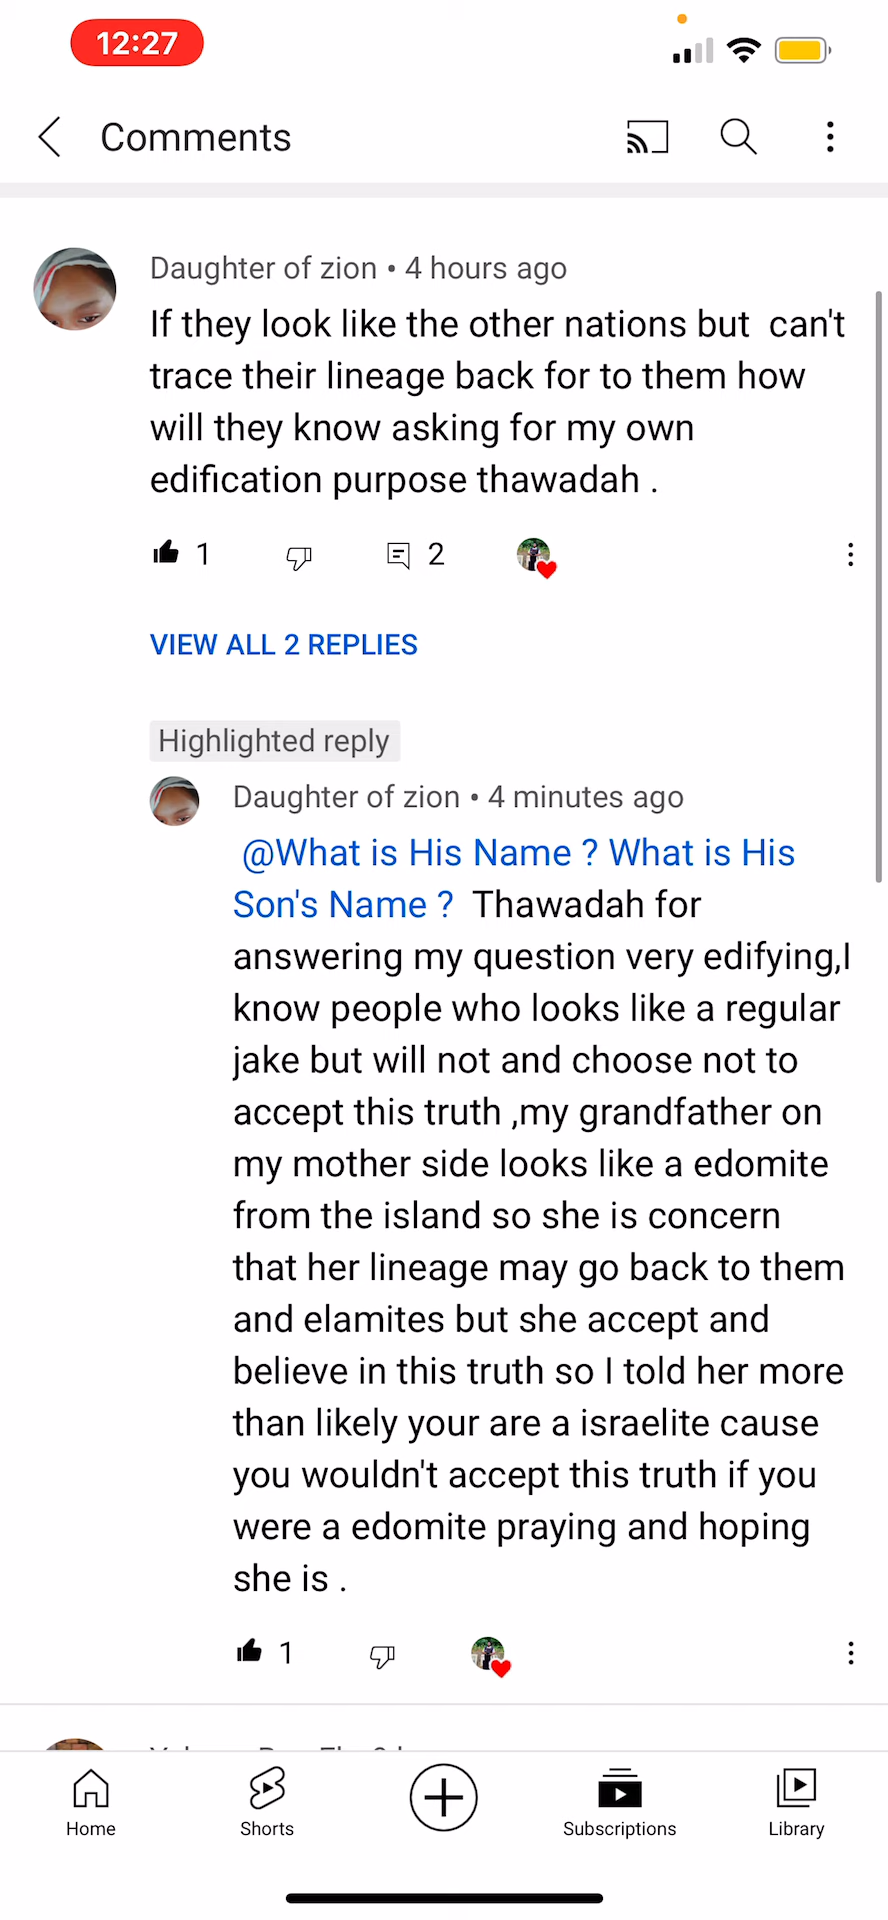 12:27
Comments
Daughter of zion • 4 hours ago
If they look like the other nations but  can't
trace their lineage back for to them how
will they know asking for my own
edification purpose thawadah .
1
2
VIEW ALL 2 REPLIES
Highlighted reply
Daughter of zion • 4 minutes ago
@What is His Name ? What is His
Son's Name ?  Thawadah for
answering my question very edifying,I
know people who looks like a regular
jake but will not and choose not to
accept this truth ,my grandfather on
my mother side looks like a edomite
from the island so she is concern
that her lineage may go back to them
and elamites but she accept and
believe in this truth so I told her more
than likely your are a israelite cause
you wouldn't accept this truth if you
were a edomite praying and hoping
she is .
1
Home
Shorts
Subscriptions
Library